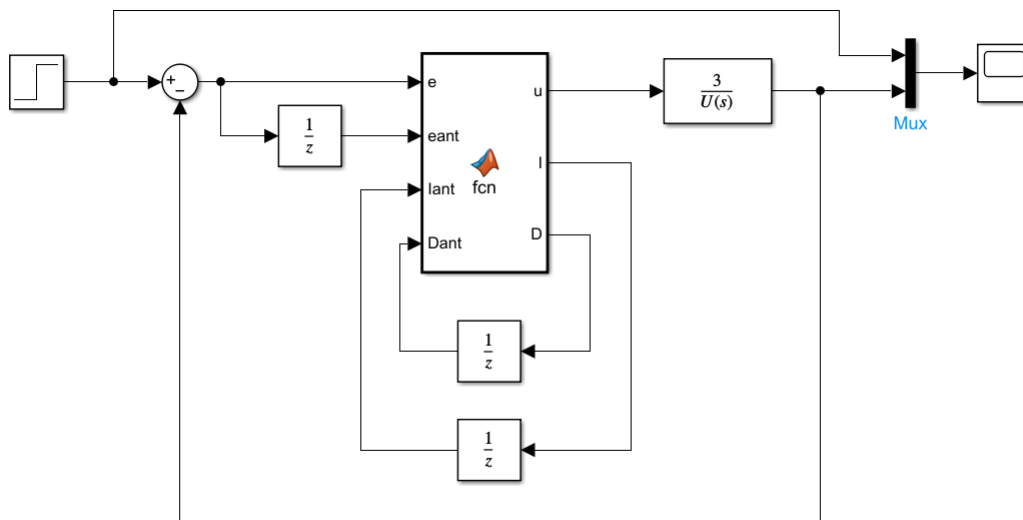 +
−
e
u
3
U(s)
Mux
1
z
eant
I
fcn
Iant
D
Dant
1
z
1
z